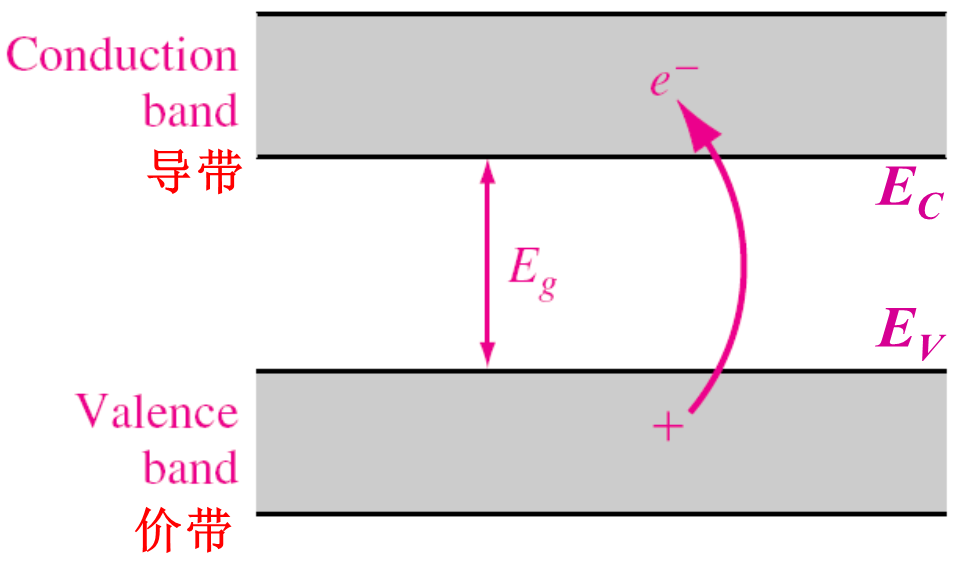 Conduction
band
导带
e⁻
E_C
E_g
E_V
Valence
band
价带
+